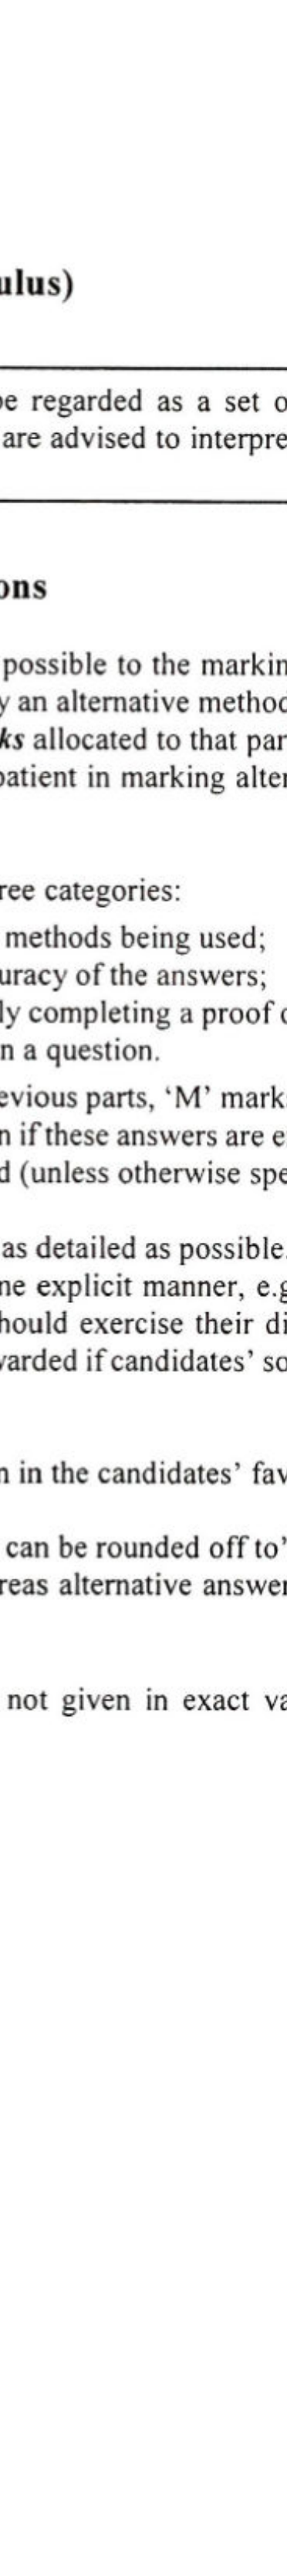 ulus)
be regarded as a set o
are advised to interpre
ons
possible to the markin
y an alternative method
ks allocated to that par
patient in marking alter
ree categories:
methods being used;
uracy of the answers;
ly completing a proof o
n a question.
evious parts, ‘M’ mark
n if these answers are e
d (unless otherwise spe
as detailed as possible.
ne explicit manner, e.g
hould exercise their di
varded if candidates’ so
n in the candidates’ fav
can be rounded off to’
reas alternative answer
not given in exact va